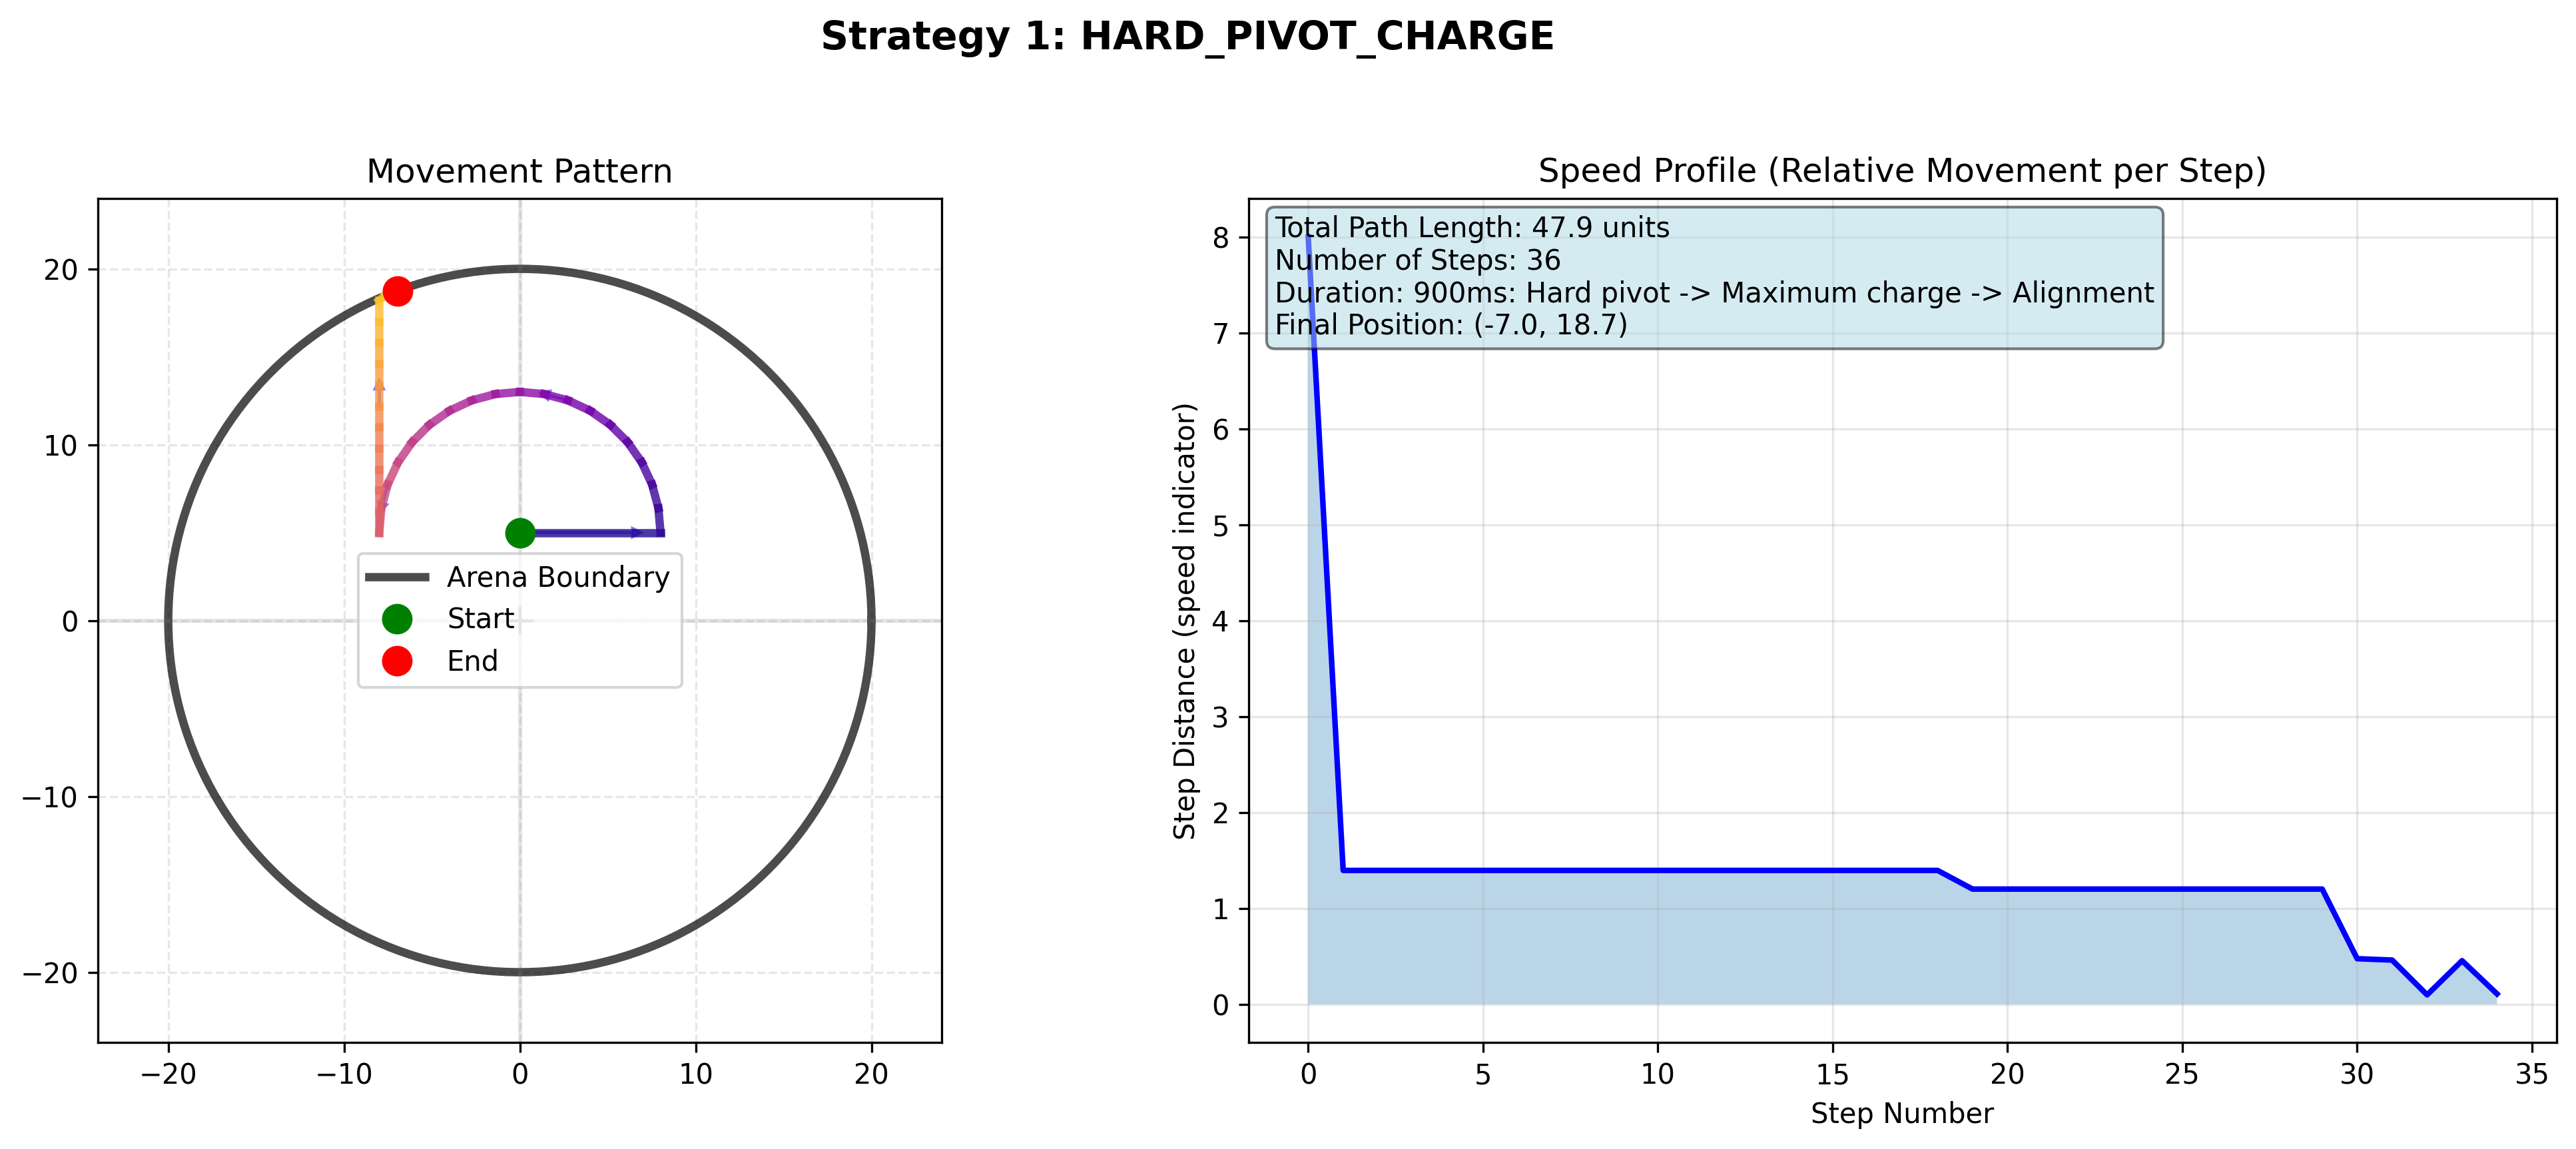 Strategy 1: HARD_PIVOT_CHARGE
Movement Pattern
20
10
0
−10
−20
−20
−10
0
10
20
Arena Boundary
Start
End
Speed Profile (Relative Movement per Step)
Total Path Length: 47.9 units
Number of Steps: 36
Duration: 900ms: Hard pivot -> Maximum charge -> Alignment
Final Position: (-7.0, 18.7)
Step Distance (speed indicator)
8
7
6
5
4
3
2
1
0
0
5
10
15
20
25
30
35
Step Number